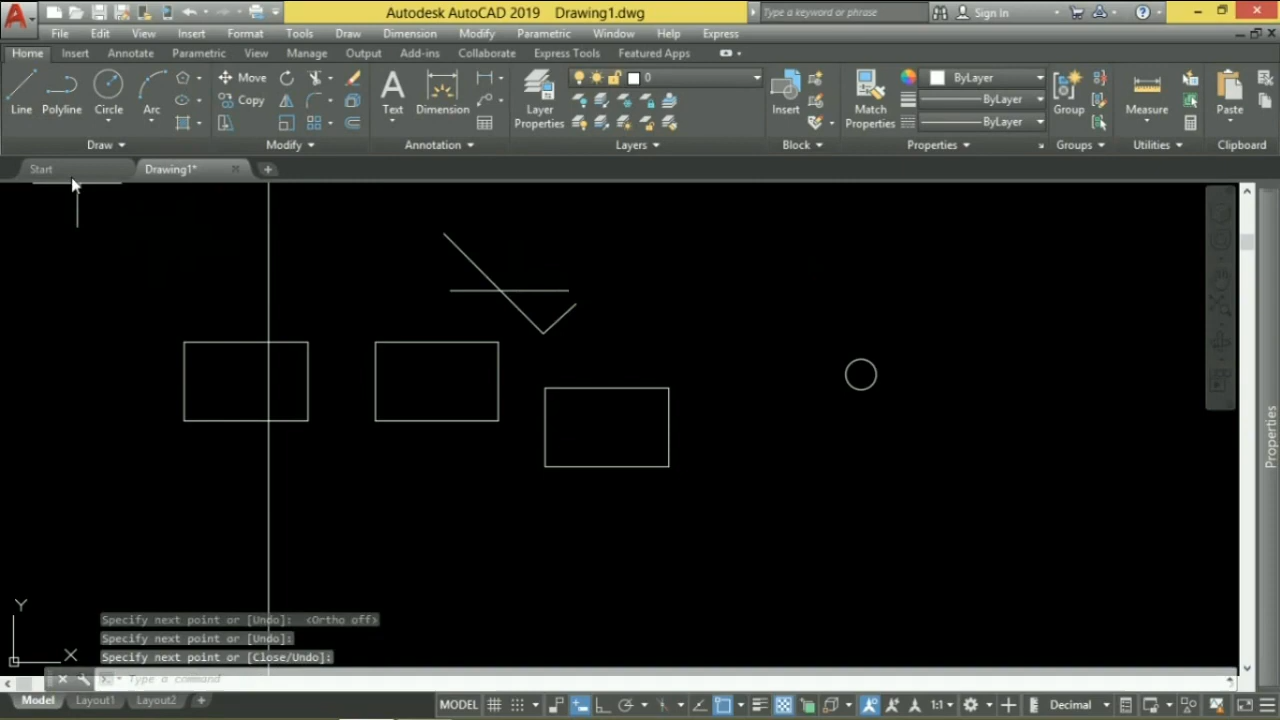 Autodesk AutoCAD 2019 Drawing1.dwg
Type a keyword or phrase
Sign In
File Edit View Insert Format Tools Draw Dimension Modify Parametric Window Help Express
Home Insert Annotate Parametric View Manage Output Add-ins Collaborate Express Tools Featured Apps
Move
0
ByLayer
Copy
ByLayer
Line Polyline Circle Arc Text Dimension Layer Properties Insert Match Properties Group Measure Paste
ByLayer
Draw Modify Annotation Layers Block Properties Groups Utilities Clipboard
Start Drawing1*
Properties
Y
X
Specify next point or [Undo]: <Ortho off>
Specify next point or [Undo]:
Specify next point or [Close/Undo]:
Type a command
Model Layout1 Layout2 +
MODEL 1:1 Decimal